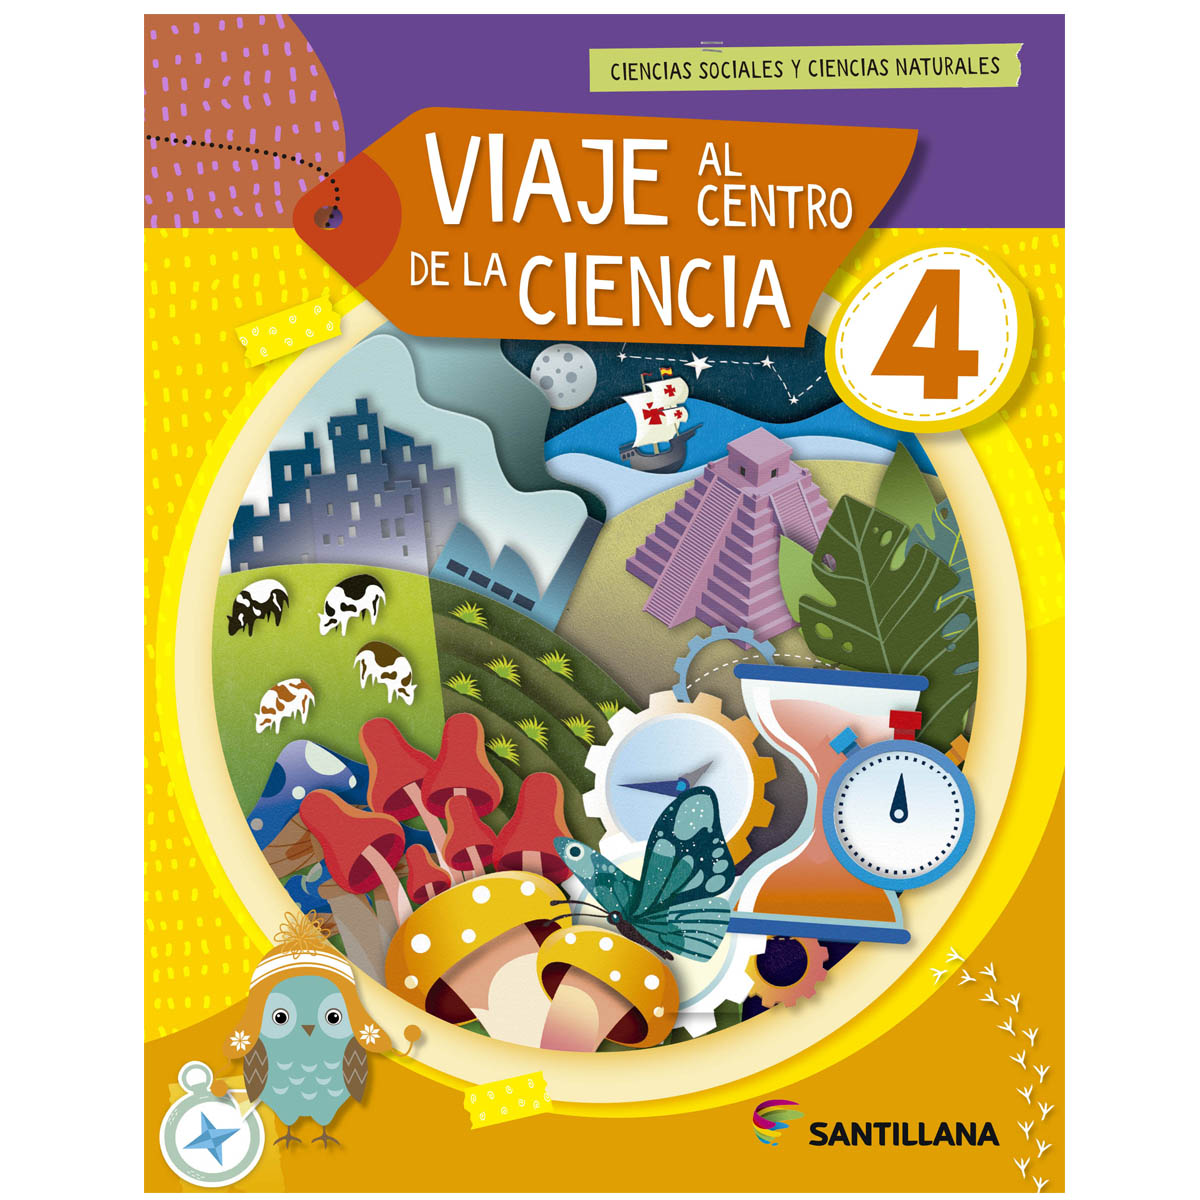 CIENCIAS SOCIALES Y CIENCIAS NATURALES
VIAJE AL CENTRO
DE LA CIENCIA
4
SANTILLANA